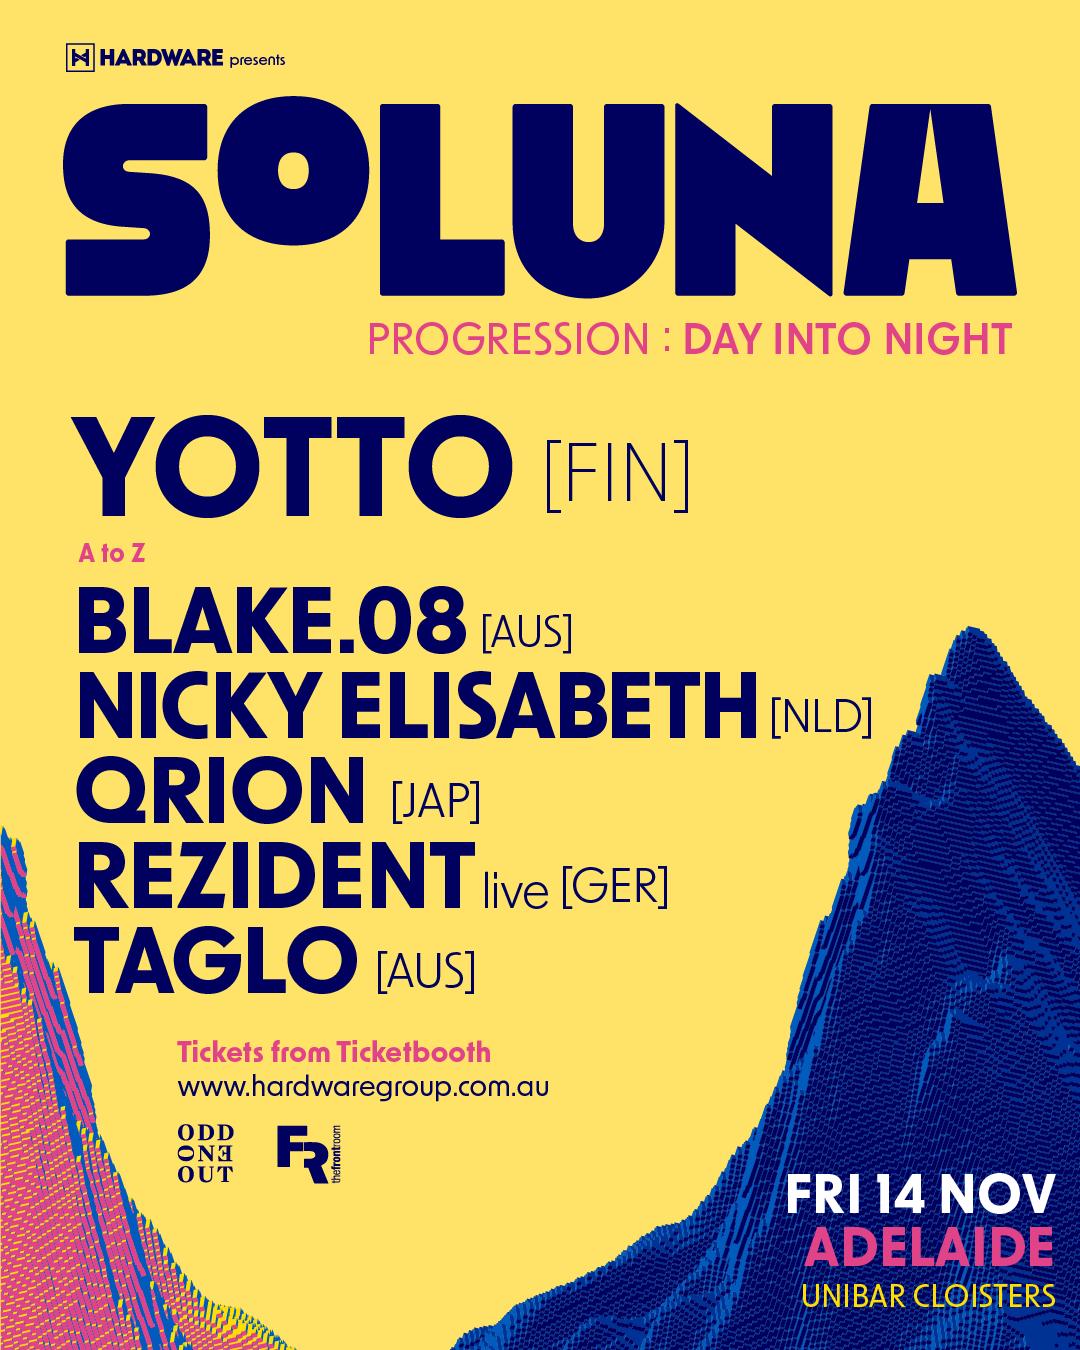 HARDWARE presents
SOLUNA
PROGRESSION : DAY INTO NIGHT
YOTTO [FIN]
A to Z
BLAKE.08 [AUS]
NICKY ELISABETH [NLD]
QRION [JAP]
REZIDENT live [GER]
TAGLO [AUS]
Tickets from Ticketbooth
www.hardwaregroup.com.au
ODD
ONE
OUT
FR
thefrontroom
FRI 14 NOV
ADELAIDE
UNIBAR CLOISTERS